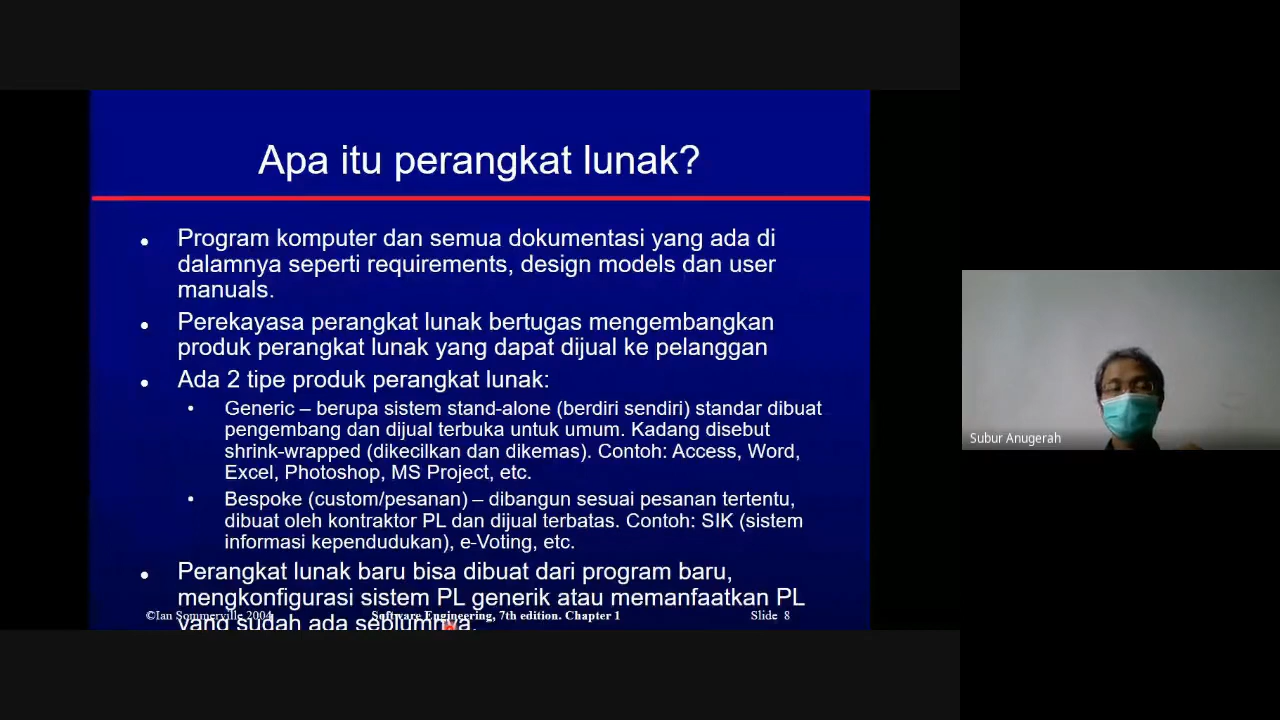 Apa itu perangkat lunak?
Program komputer dan semua dokumentasi yang ada di
dalamnya seperti requirements, design models dan user
manuals.
Perekayasa perangkat lunak bertugas mengembangkan
produk perangkat lunak yang dapat dijual ke pelanggan
Ada 2 tipe produk perangkat lunak:
Generic – berupa sistem stand-alone (berdiri sendiri) standar dibuat
pengembang dan dijual terbuka untuk umum. Kadang disebut
shrink-wrapped (dikecilkan dan dikemas). Contoh: Access, Word,
Excel, Photoshop, MS Project, etc.
Bespoke (custom/pesanan) – dibangun sesuai pesanan tertentu,
dibuat oleh kontraktor PL dan dijual terbatas. Contoh: SIK (sistem
informasi kependudukan), e-Voting, etc.
Perangkat lunak baru bisa dibuat dari program baru,
mengkonfigurasi sistem PL generik atau memanfaatkan PL
yang sudah ada
©Ian Sommerville 2004
Software Engineering, 7th edition. Chapter 1
Slide 8
Subur Anugerah